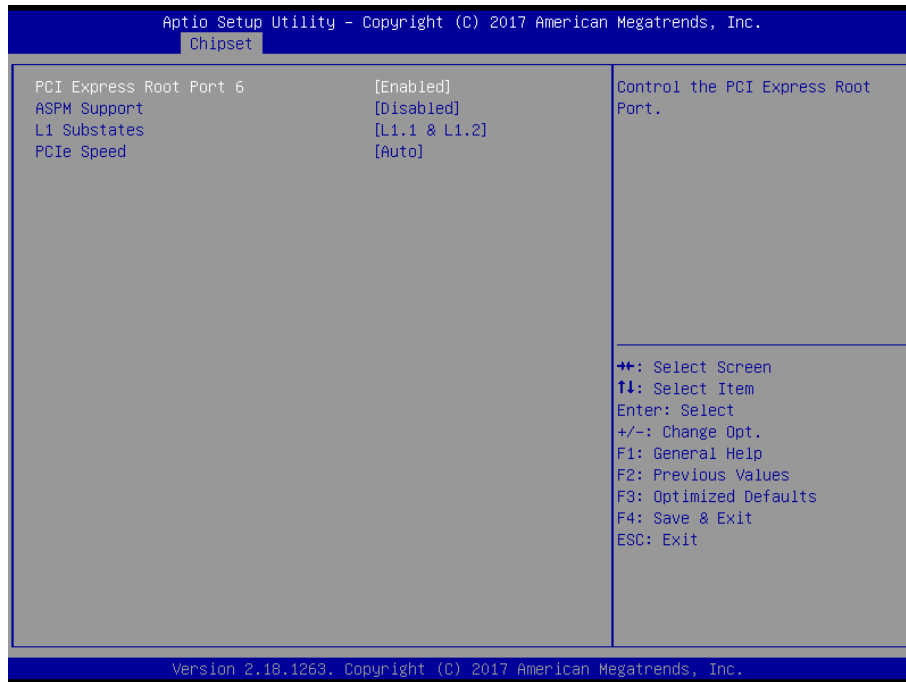 Aptio Setup Utility – Copyright (C) 2017 American Megatrends, Inc.
Chipset
PCI Express Root Port 6 [Enabled]
ASPM Support [Disabled]
L1 Substates [L1.1 & L1.2]
PCIe Speed [Auto]
Control the PCI Express Root
Port.
→←: Select Screen
↑↓: Select Item
Enter: Select
+/-: Change Opt.
F1: General Help
F2: Previous Values
F3: Optimized Defaults
F4: Save & Exit
ESC: Exit
Version 2.18.1263. Copyright (C) 2017 American Megatrends, Inc.